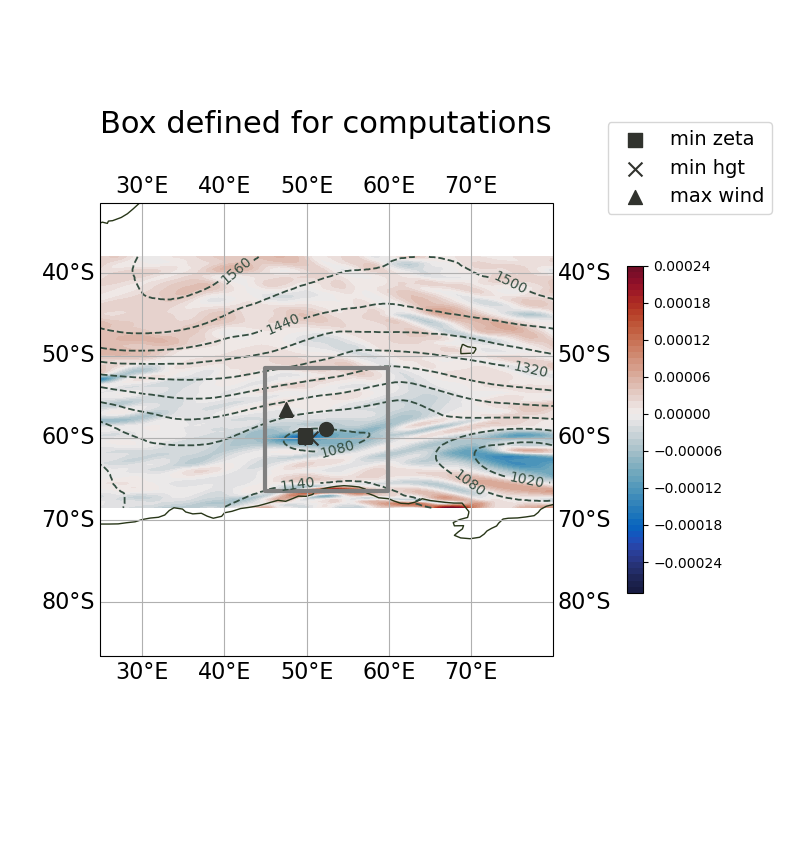 Box defined for computations
min zeta
min hgt
max wind
30°E 40°E 50°E 60°E 70°E
40°S 40°S
50°S 50°S
60°S 60°S
70°S 70°S
80°S 80°S
30°E 40°E 50°E 60°E 70°E
1560
1500
1440
1320
1080
1140
1080
1020
0.00024
0.00018
0.00012
0.00006
0.00000
−0.00006
−0.00012
−0.00018
−0.00024